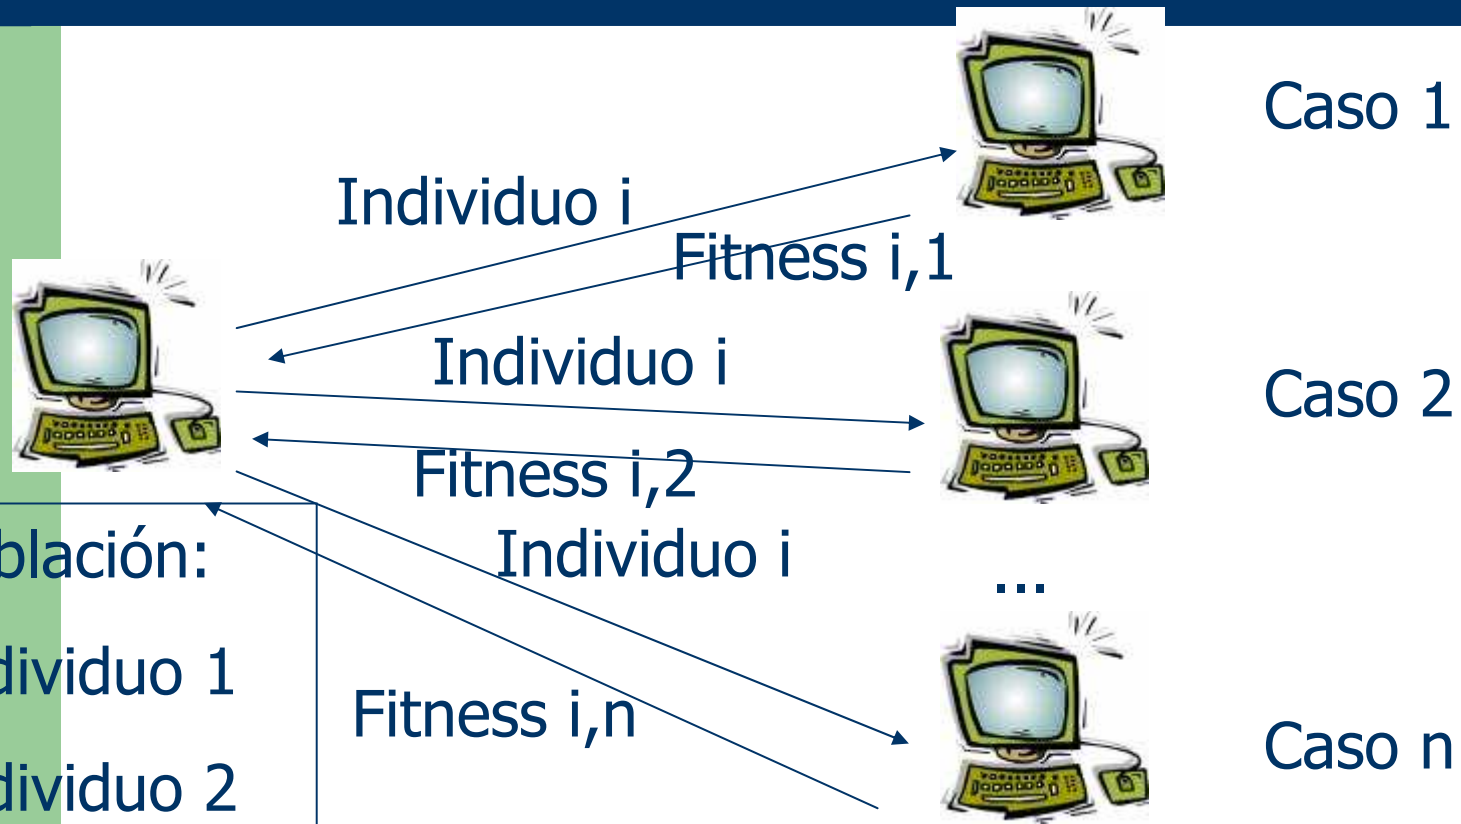 Caso 1
Individuo i
Fitness i,1
Individuo i
Caso 2
Fitness i,2
Individuo i
...
blación:
dividuo 1
Fitness i,n
Caso n
dividuo 2